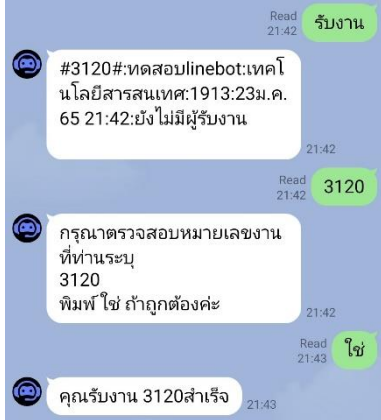 Read
21:42
รับงาน
#3120#:ทดสอบlinebot:เทคโ
นโลยีสารสนเทศ:1913:23ม.ค.
65 21:42:ยังไม่มีผู้รับงาน
21:42
Read
21:42
3120
กรุณาตรวจสอบหมายเลขงาน
ที่ท่านระบุ
3120
พิมพ์ ใช่ ถ้าถูกต้องค่ะ
21:42
Read
21:43
ใช่
คุณรับงาน 3120สำเร็จ
21:43